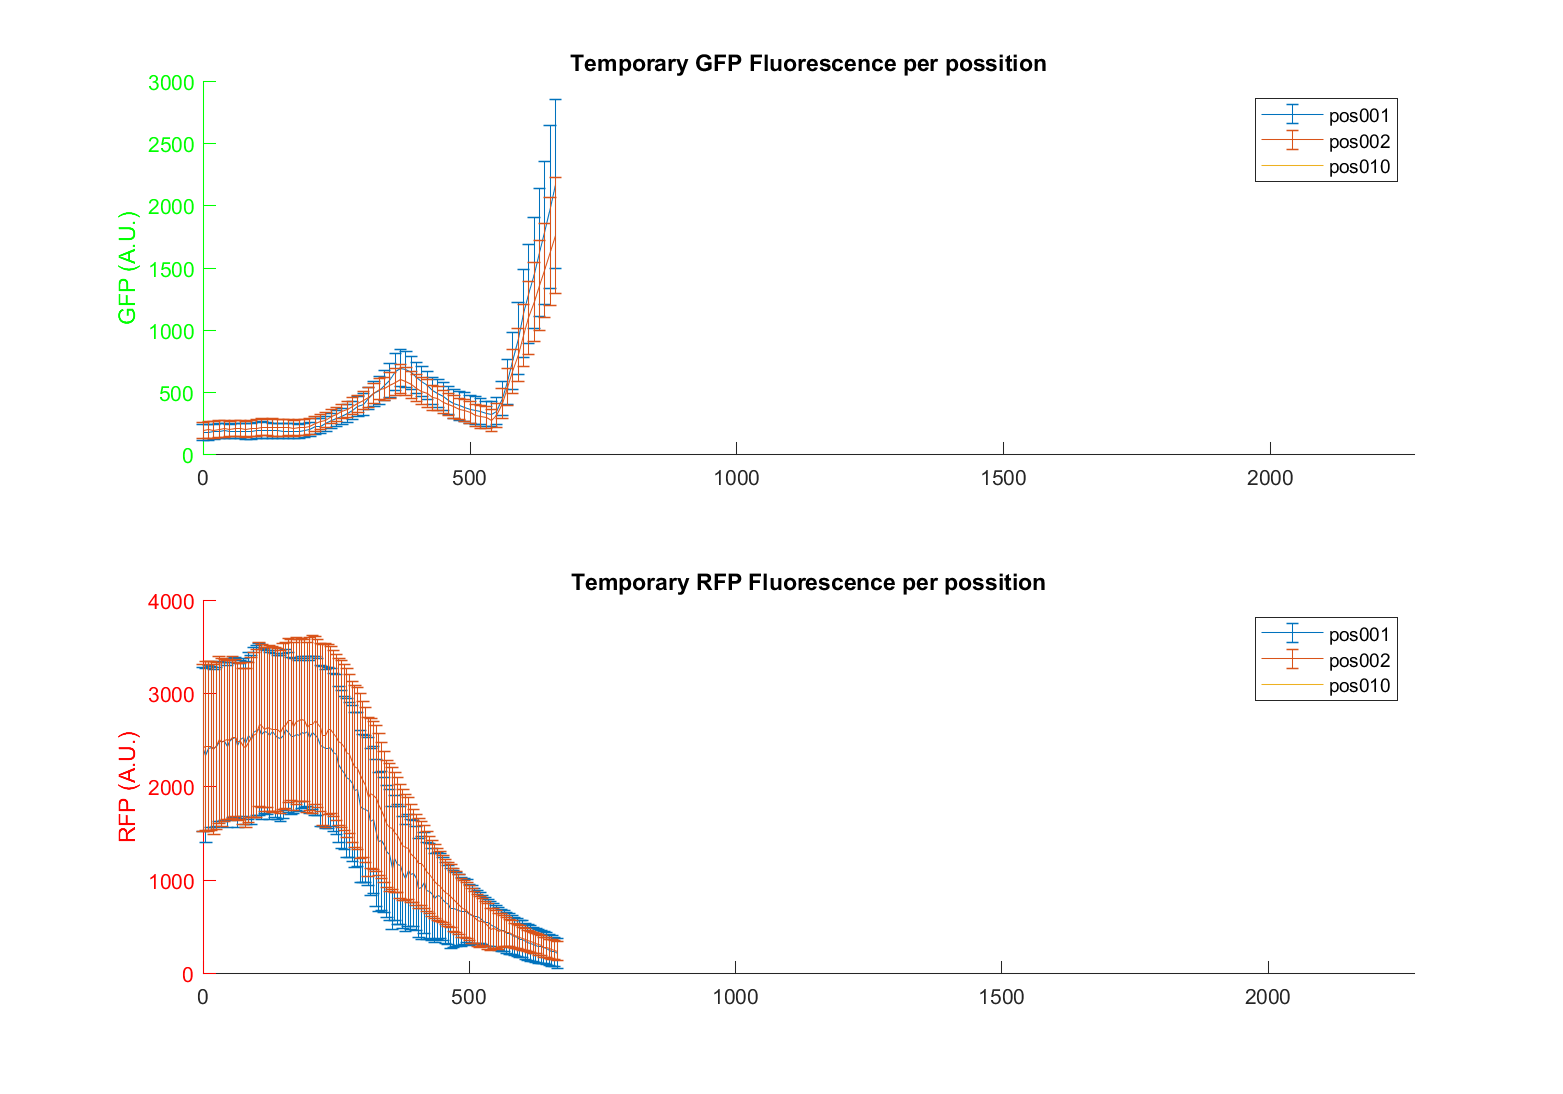 Temporary GFP Fluorescence per possition
3000
2500
2000
1500
1000
500
0
GFP (A.U.)
0 500 1000 1500 2000
pos001
pos002
pos010
Temporary RFP Fluorescence per possition
4000
3000
2000
1000
0
RFP (A.U.)
0 500 1000 1500 2000
pos001
pos002
pos010